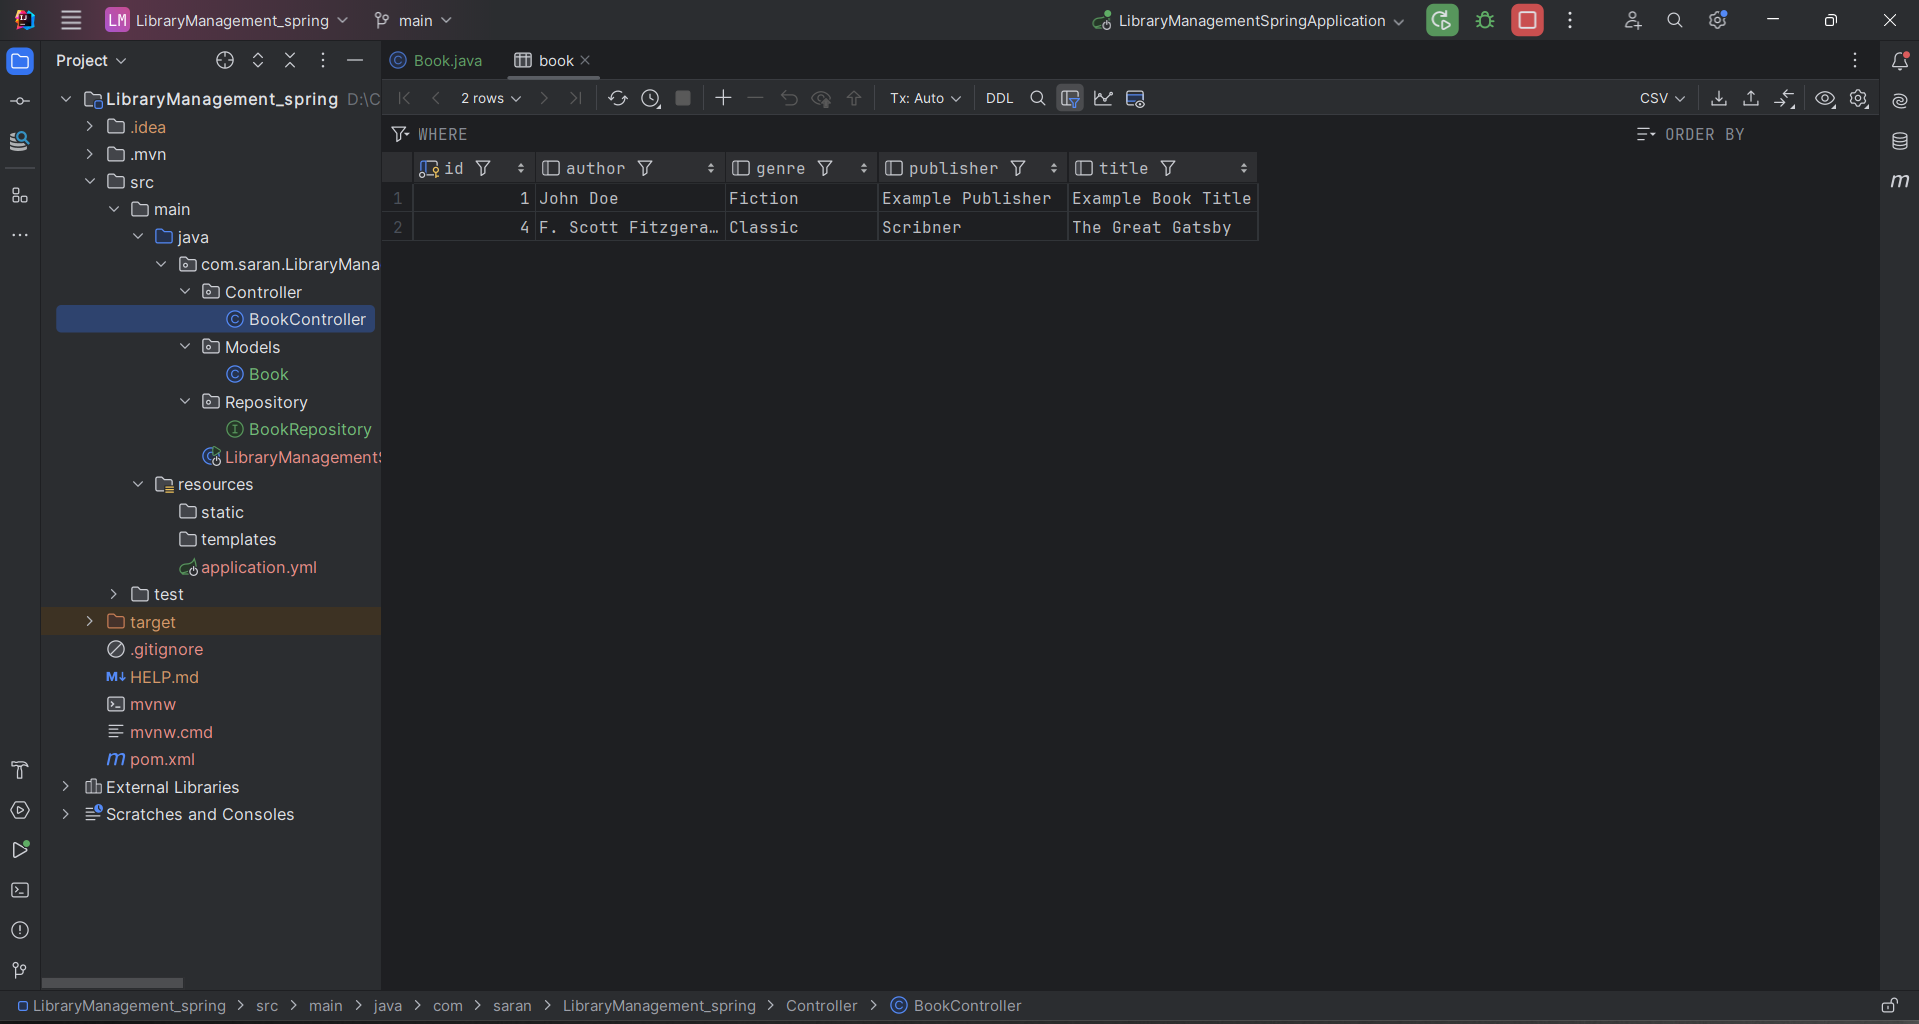 LM LibraryManagement_spring main LibraryManagementSpringApplication
Project
Book.java book
LibraryManagement_spring D:\C
2 rows Tx: Auto DDL CSV
.idea
WHERE ORDER BY
.mvn
id author genre publisher title
src
1 1 John Doe Fiction Example Publisher Example Book Title
main
2 4 F. Scott Fitzgera… Classic Scribner The Great Gatsby
java
com.saran.LibraryMana
Controller
BookController
Models
Book
Repository
BookRepository
LibraryManagementS
resources
static
templates
application.yml
test
target
.gitignore
M↓ HELP.md
mvnw
mvnw.cmd
m pom.xml
External Libraries
Scratches and Consoles
LibraryManagement_spring > src > main > java > com > saran > LibraryManagement_spring > Controller > BookController